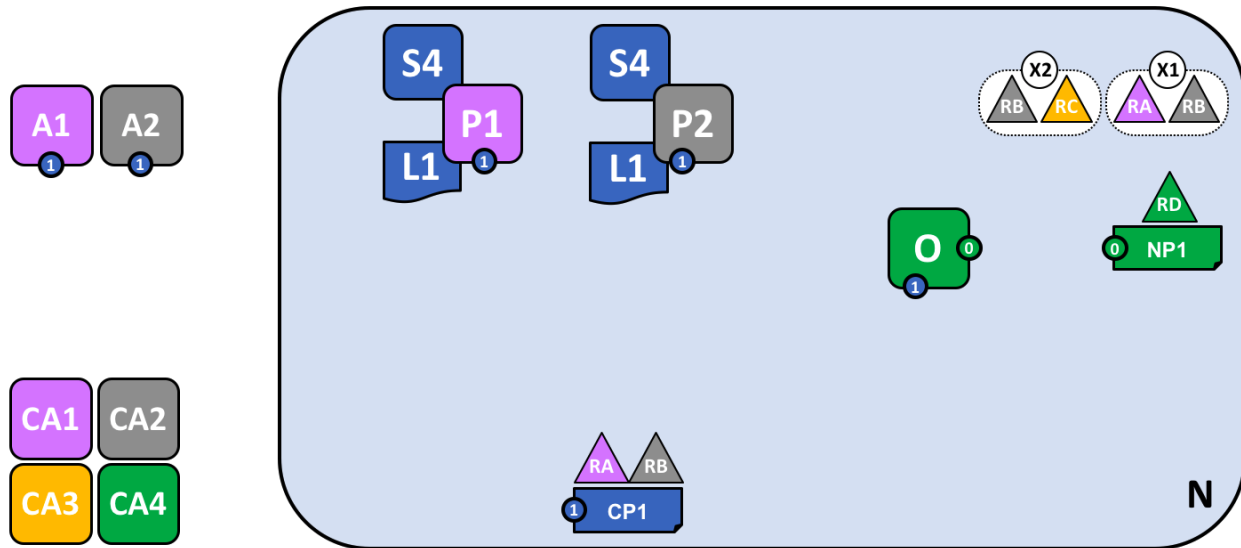 S4 S4 X2 X1
RB RC RA RB
A1 A2 P1 P2
1 1 L1 1 L1 1
RD
O 0 0 NP1
1
CA1 CA2
RA RB
CA3 CA4 1 CP1 N